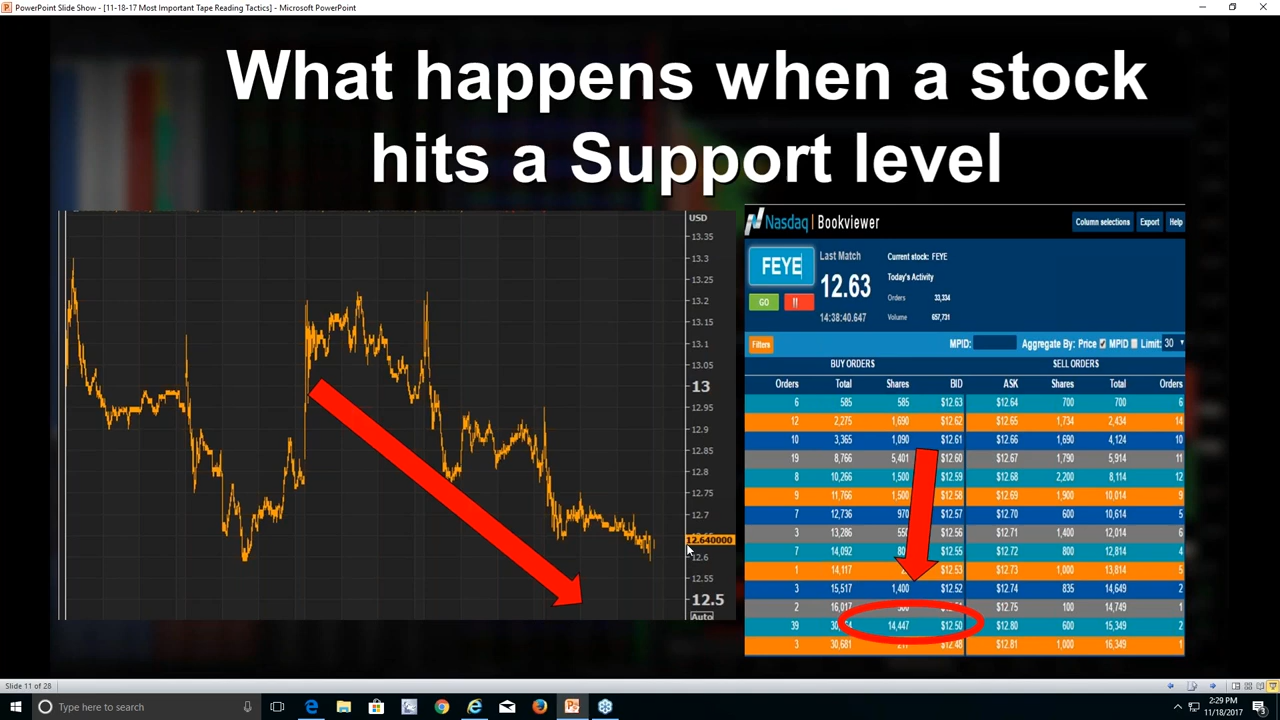 PowerPoint Slide Show - [11-18-17 Most Important Tape Reading Tactics] - Microsoft PowerPoint
What happens when a stock
hits a Support level
USD
13.35
13.3
13.25
13.2
13.15
13.1
13.05
13
12.95
12.9
12.85
12.8
12.75
12.7
12.640000
12.6
12.55
12.5
Auto
Nasdaq | Bookviewer
Column selections Export Help
FEYE
GO !!
Last Match
12.63
14:38:40.647
Current stock: FEYE
Today's Activity
Orders 33,334
Volume 657,731
Filters MPID: Aggregate By: Price MPID Limit: 30
BUY ORDERS SELL ORDERS
Orders Total Shares BID ASK Shares Total Orders
6 585 585 $12.63 $12.64 700 700 6
12 2,275 1,690 $12.62 $12.65 1,734 2,434 14
10 3,365 1,090 $12.61 $12.66 1,690 4,124 10
19 8,766 5,401 $12.60 $12.67 1,790 5,914 11
8 10,266 1,500 $12.59 $12.68 2,200 8,114 12
9 11,766 1,500 $12.58 $12.69 1,900 10,014 9
7 12,736 970 $12.57 $12.70 600 10,614 5
3 13,286 $12.56 $12.71 1,400 12,014 6
7 14,092 $12.55 $12.72 800 12,814 4
1 14,117 $12.53 $12.73 1,000 13,814 5
3 15,517 1,400 $12.52 $12.74 835 14,649 2
2 16,017 $12.75 100 14,749 1
39 14,447 $12.50 $12.80 600 15,349 2
3 30,681 $12.48 $12.81 1,000 16,349 1
Slide 11 of 28
Type here to search
2:29 PM
11/18/2017